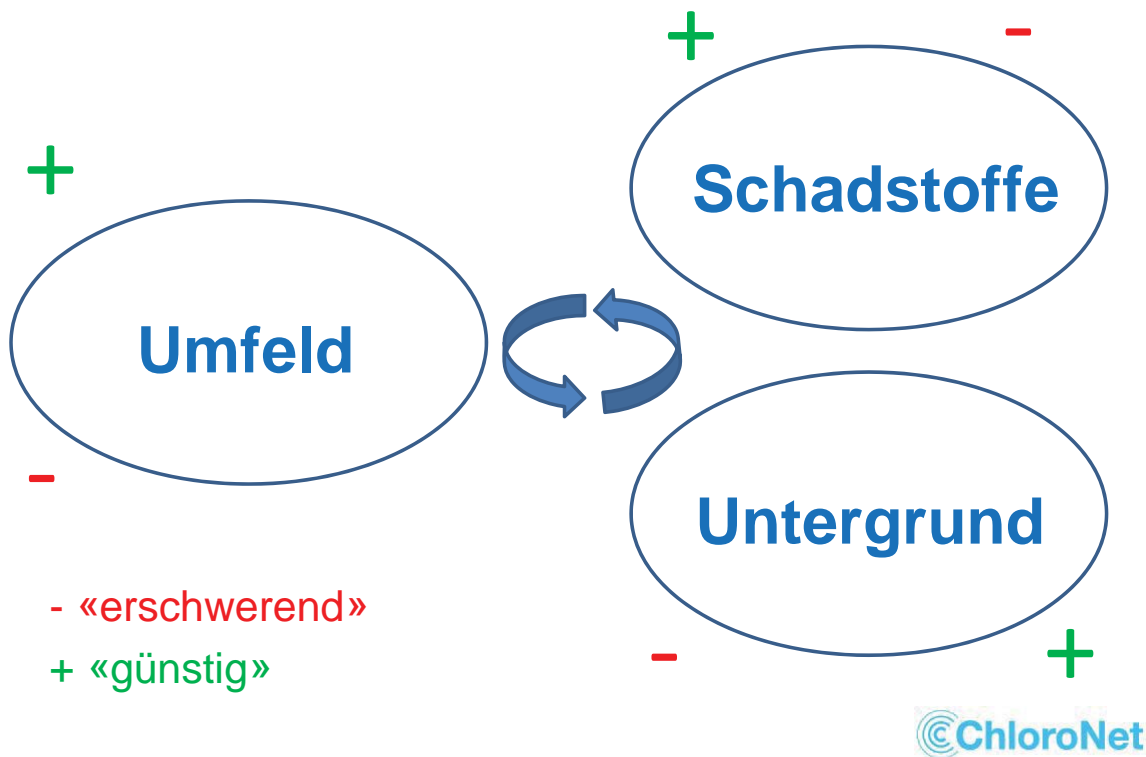 + -
Schadstoffe
+
Umfeld
-
Untergrund
- «erschwerend»
+ «günstig»
- +
ChloroNet